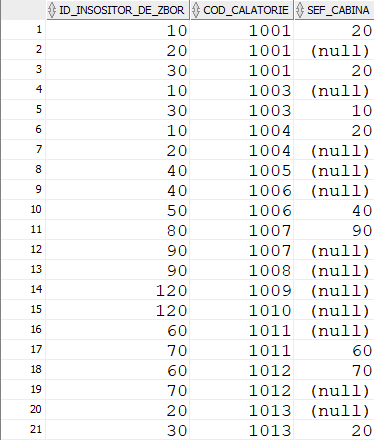 ID_INSOSITOR_DE_ZBOR COD_CALATORIE SEF_CABINA
1 10 1001 20
2 20 1001 (null)
3 30 1001 20
4 10 1003 (null)
5 30 1003 10
6 10 1004 20
7 20 1004 (null)
8 40 1005 (null)
9 40 1006 (null)
10 50 1006 40
11 80 1007 90
12 90 1007 (null)
13 90 1008 (null)
14 120 1009 (null)
15 120 1010 (null)
16 60 1011 (null)
17 70 1011 60
18 60 1012 70
19 70 1012 (null)
20 20 1013 (null)
21 30 1013 20